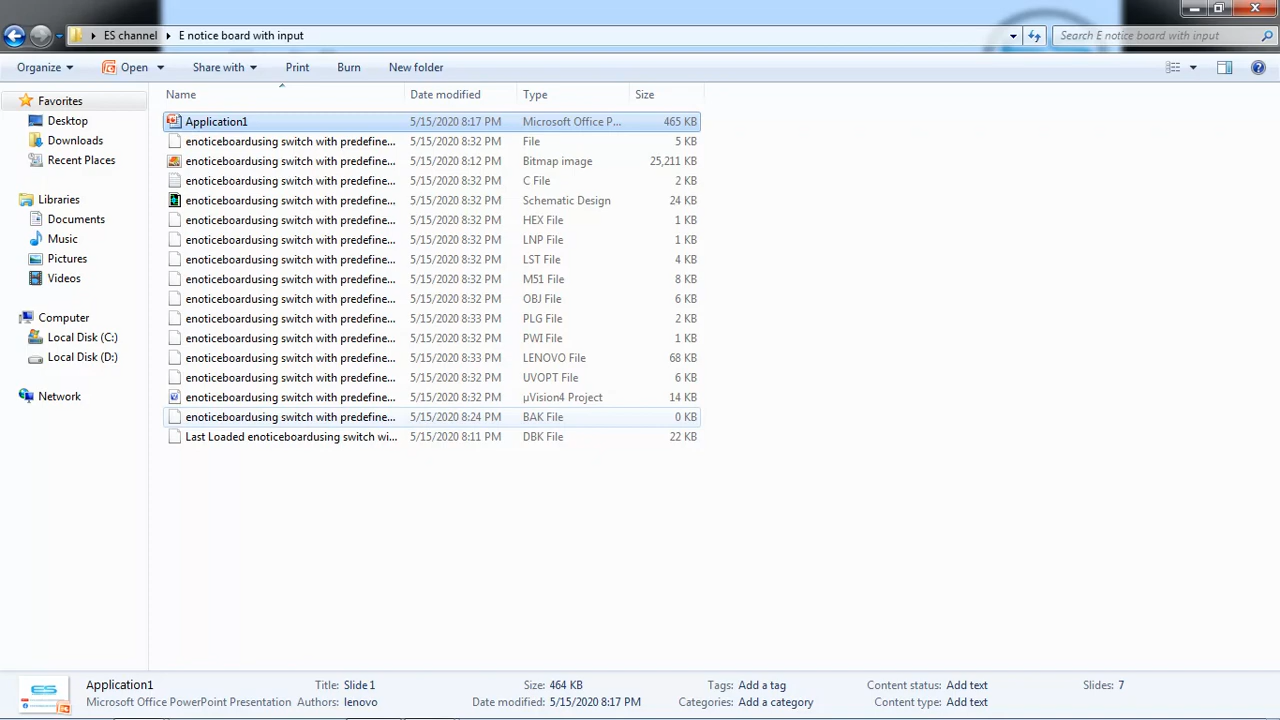 ES channel E notice board with input Search E notice board with input
Organize Open Share with Print Burn New folder
Name Date modified Type Size
Favorites
Desktop
Downloads
Recent Places
Libraries
Documents
Music
Pictures
Videos
Computer
Local Disk (C:)
Local Disk (D:)
Network
Application1 5/15/2020 8:17 PM Microsoft Office P... 465 KB
enoticeboardusing switch with predefine... 5/15/2020 8:32 PM File 5 KB
enoticeboardusing switch with predefine... 5/15/2020 8:12 PM Bitmap image 25,211 KB
enoticeboardusing switch with predefine... 5/15/2020 8:32 PM C File 2 KB
enoticeboardusing switch with predefine... 5/15/2020 8:32 PM Schematic Design 24 KB
enoticeboardusing switch with predefine... 5/15/2020 8:32 PM HEX File 1 KB
enoticeboardusing switch with predefine... 5/15/2020 8:32 PM LNP File 1 KB
enoticeboardusing switch with predefine... 5/15/2020 8:32 PM LST File 4 KB
enoticeboardusing switch with predefine... 5/15/2020 8:32 PM M51 File 8 KB
enoticeboardusing switch with predefine... 5/15/2020 8:32 PM OBJ File 6 KB
enoticeboardusing switch with predefine... 5/15/2020 8:33 PM PLG File 2 KB
enoticeboardusing switch with predefine... 5/15/2020 8:32 PM PWI File 1 KB
enoticeboardusing switch with predefine... 5/15/2020 8:33 PM LENOVO File 68 KB
enoticeboardusing switch with predefine... 5/15/2020 8:32 PM UVOPT File 6 KB
enoticeboardusing switch with predefine... 5/15/2020 8:32 PM µVision4 Project 14 KB
enoticeboardusing switch with predefine... 5/15/2020 8:24 PM BAK File 0 KB
Last Loaded enoticeboardusing switch wi... 5/15/2020 8:11 PM DBK File 22 KB
Application1 Title: Slide 1 Size: 464 KB Tags: Add a tag Content status: Add text Slides: 7
Microsoft Office PowerPoint Presentation Authors: lenovo Date modified: 5/15/2020 8:17 PM Categories: Add a category Content type: Add text
ES